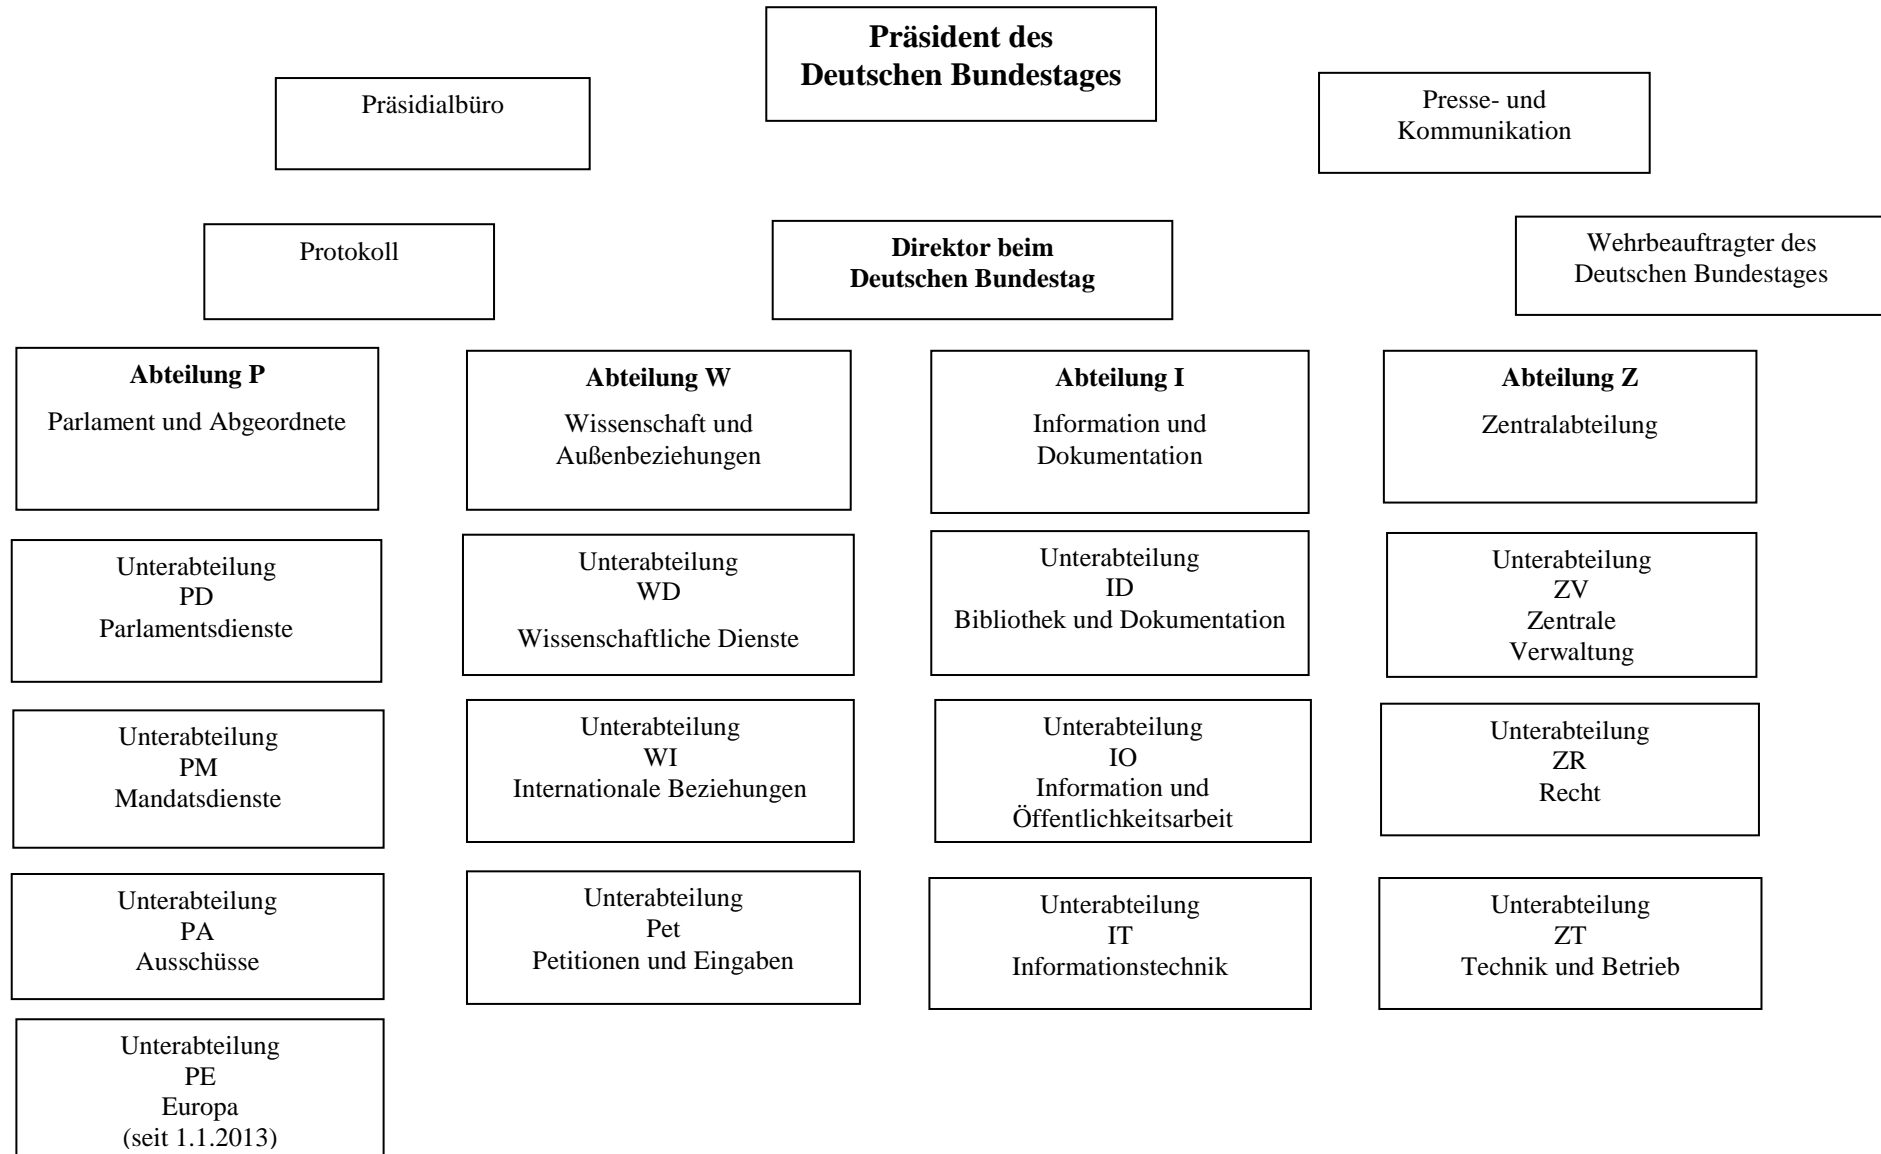 Präsident des
Deutschen Bundestages
Präsidialbüro
Presse- und
Kommunikation
Protokoll
Direktor beim
Deutschen Bundestag
Wehrbeauftragter des
Deutschen Bundestages
Abteilung P
Parlament und Abgeordnete
Abteilung W
Wissenschaft und
Außenbeziehungen
Abteilung I
Information und
Dokumentation
Abteilung Z
Zentralabteilung
Unterabteilung
PD
Parlamentsdienste
Unterabteilung
WD
Wissenschaftliche Dienste
Unterabteilung
ID
Bibliothek und Dokumentation
Unterabteilung
ZV
Zentrale
Verwaltung
Unterabteilung
PM
Mandatsdienste
Unterabteilung
WI
Internationale Beziehungen
Unterabteilung
IO
Information und
Öffentlichkeitsarbeit
Unterabteilung
ZR
Recht
Unterabteilung
PA
Ausschüsse
Unterabteilung
Pet
Petitionen und Eingaben
Unterabteilung
IT
Informationstechnik
Unterabteilung
ZT
Technik und Betrieb
Unterabteilung
PE
Europa
(seit 1.1.2013)